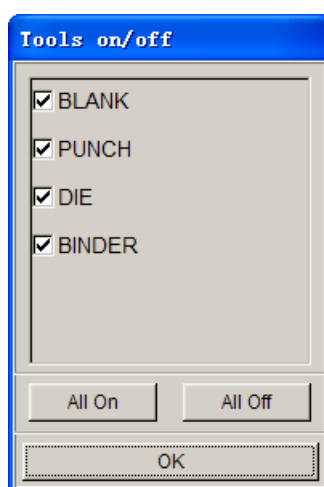 Tools on/off
BLANK
PUNCH
DIE
BINDER
All On All Off
OK